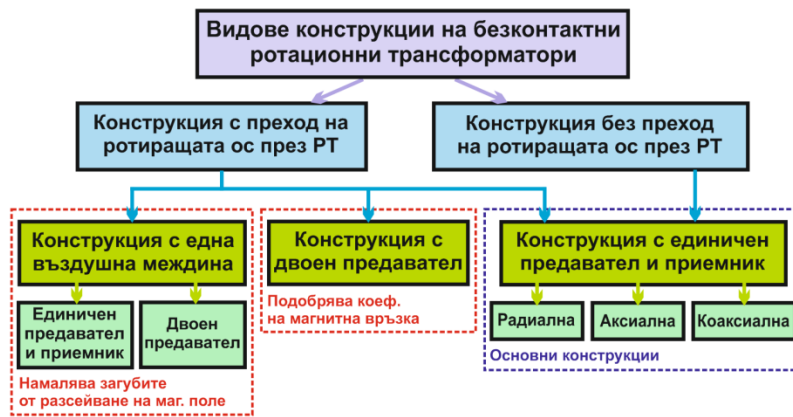 Видове конструкции на безконтактни
ротационни трансформатори
Конструкция с преход на
ротиращата ос през РТ
Конструкция без преход
на ротиращата ос през РТ
Конструкция с една
въздушна междина
Единичен
предавател
и приемник
Двоен
предавател
Намалява загубите
от разсейване на маг. поле
Конструкция с
двоен предавател
Подобрява коеф.
на магнитна връзка
Конструкция с единичен
предавател и приемник
Радиална
Аксиална
Коаксиална
Основни конструкции